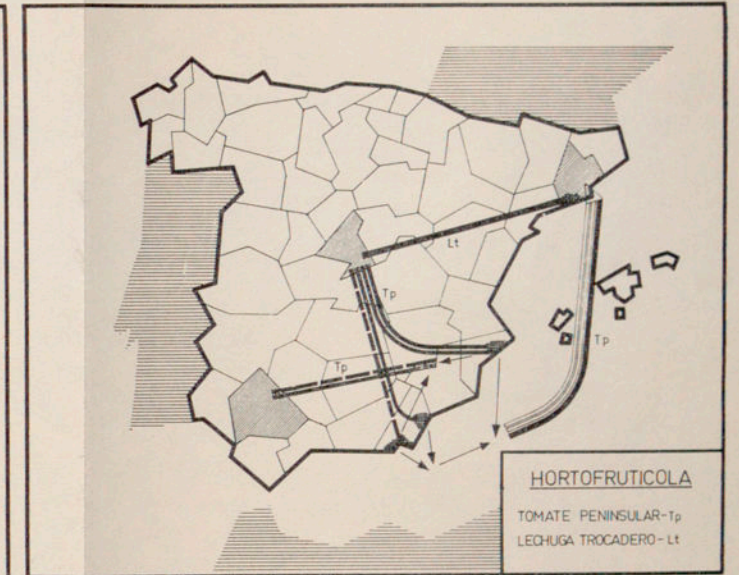 Lt
Tp
Tp
Tp
HORTOFRUTICOLA
TOMATE PENINSULAR-Tp
LECHUGA TROCADERO-Lt